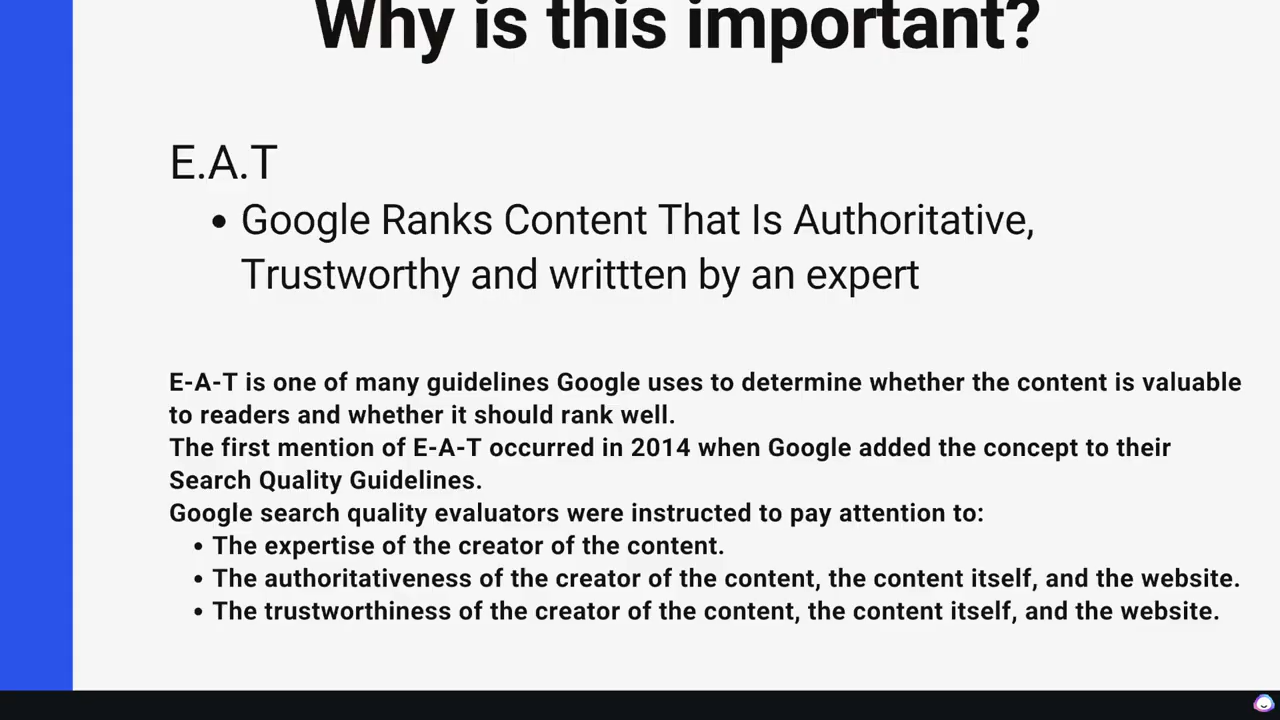 Why is this important?
E.A.T
• Google Ranks Content That Is Authoritative,
Trustworthy and writtten by an expert
E-A-T is one of many guidelines Google uses to determine whether the content is valuable
to readers and whether it should rank well.
The first mention of E-A-T occurred in 2014 when Google added the concept to their
Search Quality Guidelines.
Google search quality evaluators were instructed to pay attention to:
• The expertise of the creator of the content.
• The authoritativeness of the creator of the content, the content itself, and the website.
• The trustworthiness of the creator of the content, the content itself, and the website.